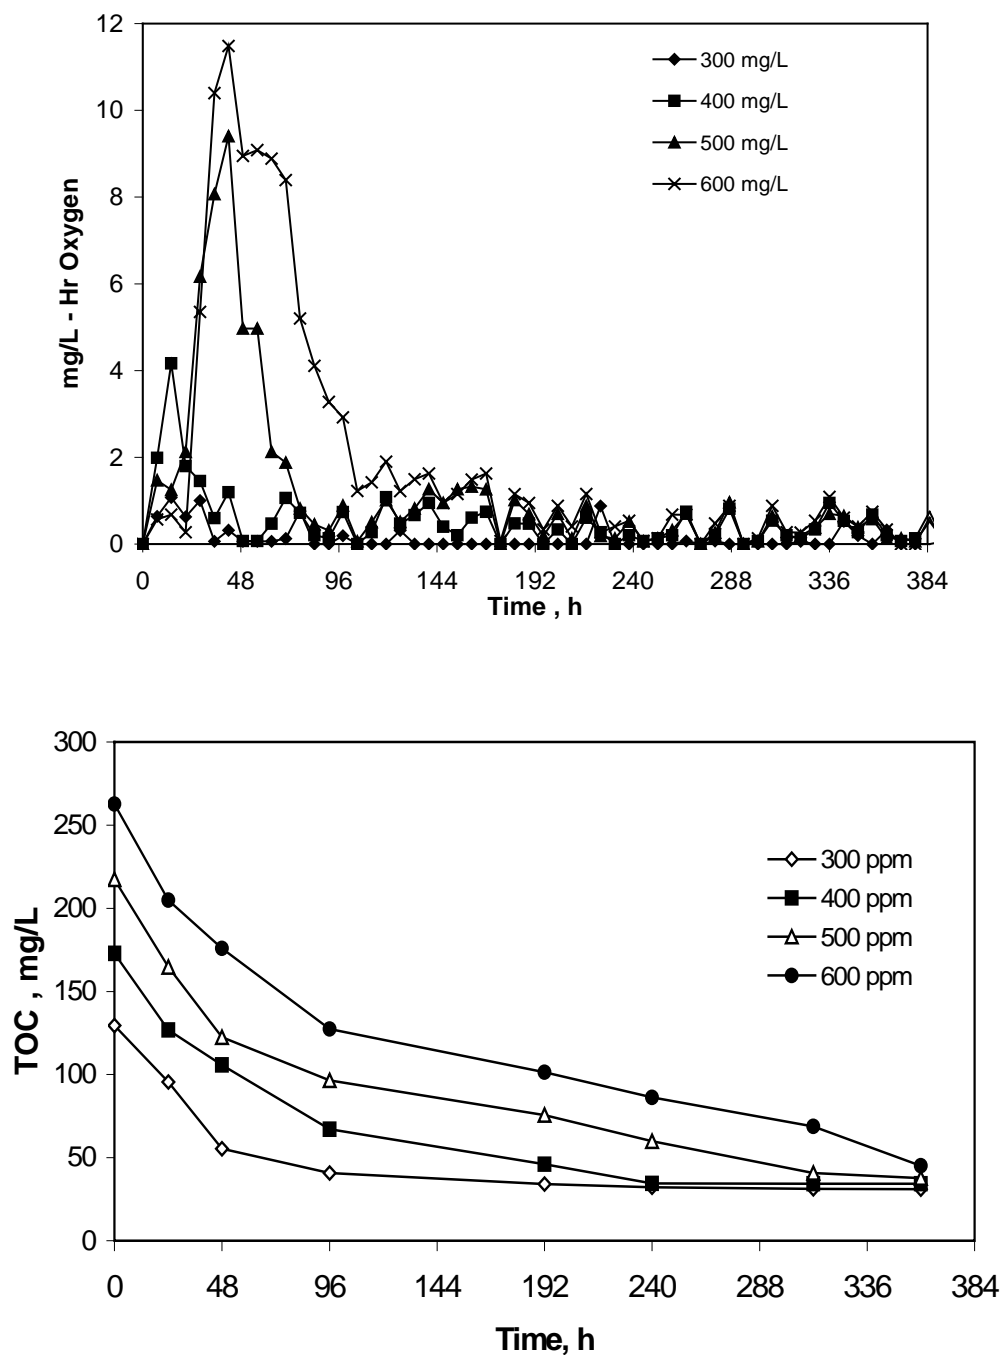 12
10
8
6
4
2
0
mg/L - Hr Oxygen
300 mg/L
400 mg/L
500 mg/L
600 mg/L
0 48 96 144 192 240 288 336 384
Time , h
300
250
200
150
100
50
0
TOC , mg/L
300 ppm
400 ppm
500 ppm
600 ppm
0 48 96 144 192 240 288 336 384
Time, h